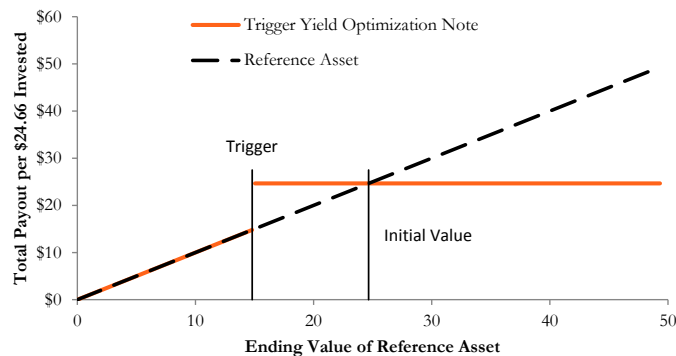 $60
$50
$40
$30
$20
$10
$0
Total Payout per $24.66 Invested
Trigger Yield Optimization Note
Reference Asset
Trigger
Initial Value
0
10
20
30
40
50
Ending Value of Reference Asset